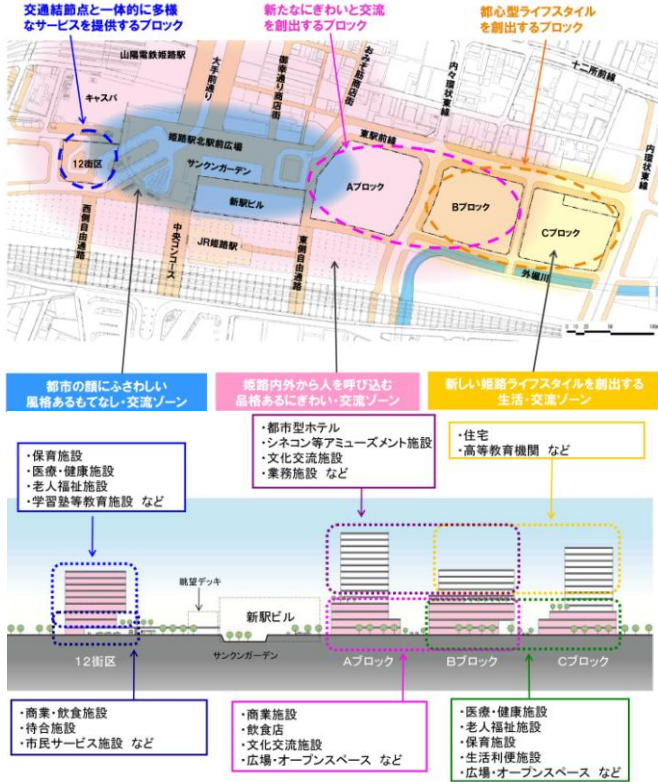 交通結節点と一体的に多様
なサービスを提供するブロック
新たなにぎわいと交流
を創出するブロック
都心型ライフスタイル
を創出するブロック
山陽電鉄姫路駅
大手前通り
御幸通り商店街
おみぞ筋商店街
内々環状東線
十二所前線
内環状東線
キャスパ
姫路駅北駅前広場
東駅前線
12街区
サンクンガーデン
Aブロック
新駅ビル
Bブロック
Cブロック
西側自由通路
中央コンコース
JR姫路駅
東側自由通路
外堀川
都市の顔にふさわしい
風格あるもてなし・交流ゾーン
姫路内外から人を呼び込む
品格あるにぎわい・交流ゾーン
新しい姫路ライフスタイルを創出する
生活・交流ゾーン
・保育施設
・医療・健康施設
・老人福祉施設
・学習塾等教育施設 など
・都市型ホテル
・シネコン等アミューズメント施設
・文化交流施設
・業務施設 など
・住宅
・高等教育機関 など
眺望デッキ
新駅ビル
12街区
サンクンガーデン
Aブロック
Bブロック
Cブロック
・商業・飲食施設
・待合施設
・市民サービス施設 など
・商業施設
・飲食店
・文化交流施設
・広場・オープンスペース など
・医療・健康施設
・老人福祉施設
・保育施設
・生活利便施設
・広場・オープンスペース など